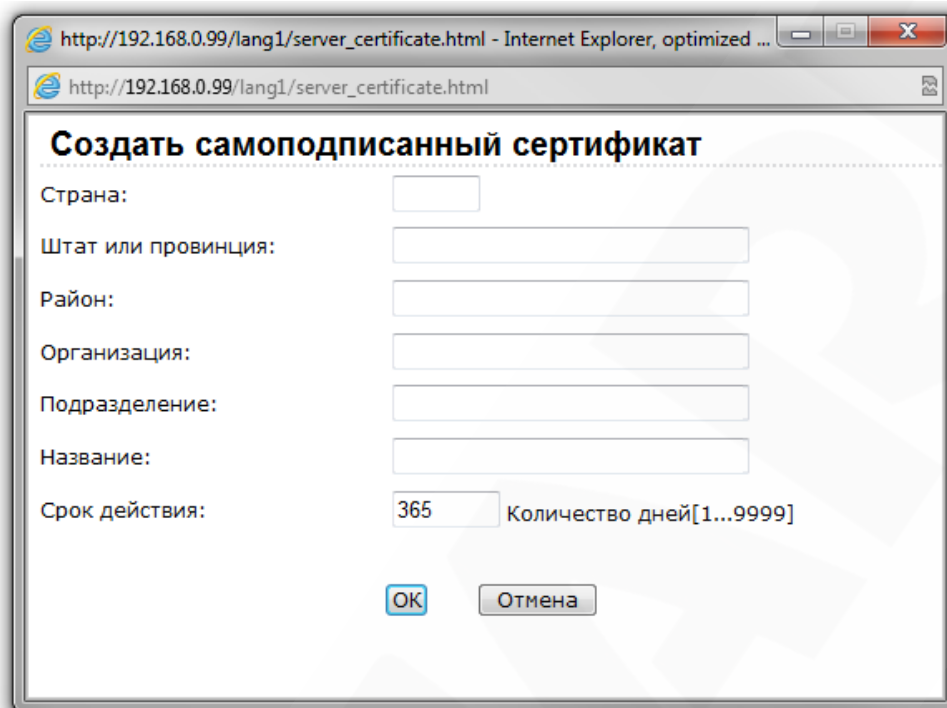 http://192.168.0.99/lang1/server_certificate.html - Internet Explorer, optimized ...
http://192.168.0.99/lang1/server_certificate.html
Создать самоподписанный сертификат
Страна:
Штат или провинция:
Район:
Организация:
Подразделение:
Название:
Срок действия: 365 Количество дней[1...9999]
OK Отмена